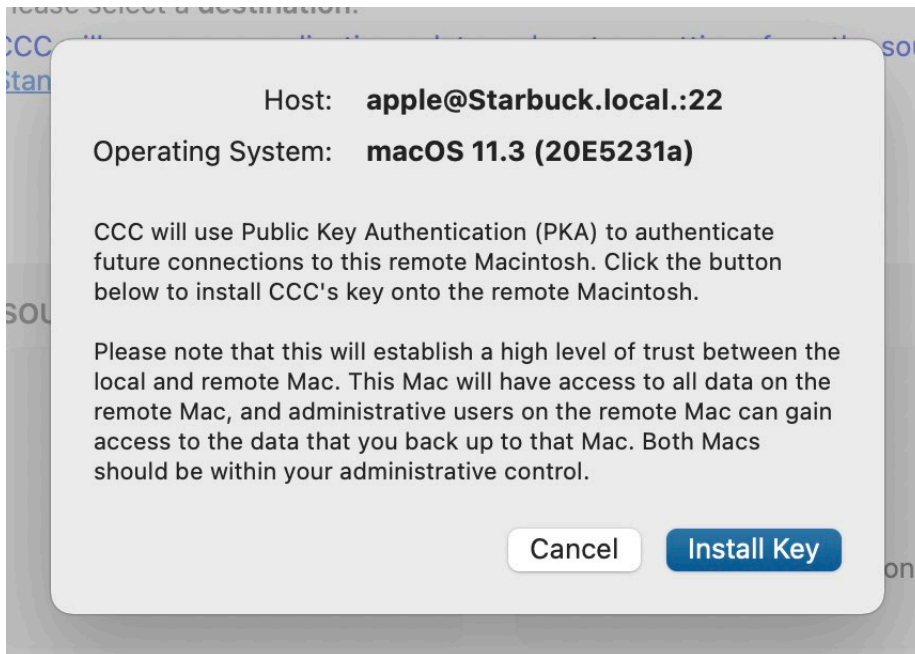 Please select a destination.
CCC
Stan
Host: apple@Starbuck.local.:22
Operating System: macOS 11.3 (20E5231a)
CCC will use Public Key Authentication (PKA) to authenticate
future connections to this remote Macintosh. Click the button
below to install CCC's key onto the remote Macintosh.
Please note that this will establish a high level of trust between the
local and remote Mac. This Mac will have access to all data on the
remote Mac, and administrative users on the remote Mac can gain
access to the data that you back up to that Mac. Both Macs
should be within your administrative control.
Cancel Install Key